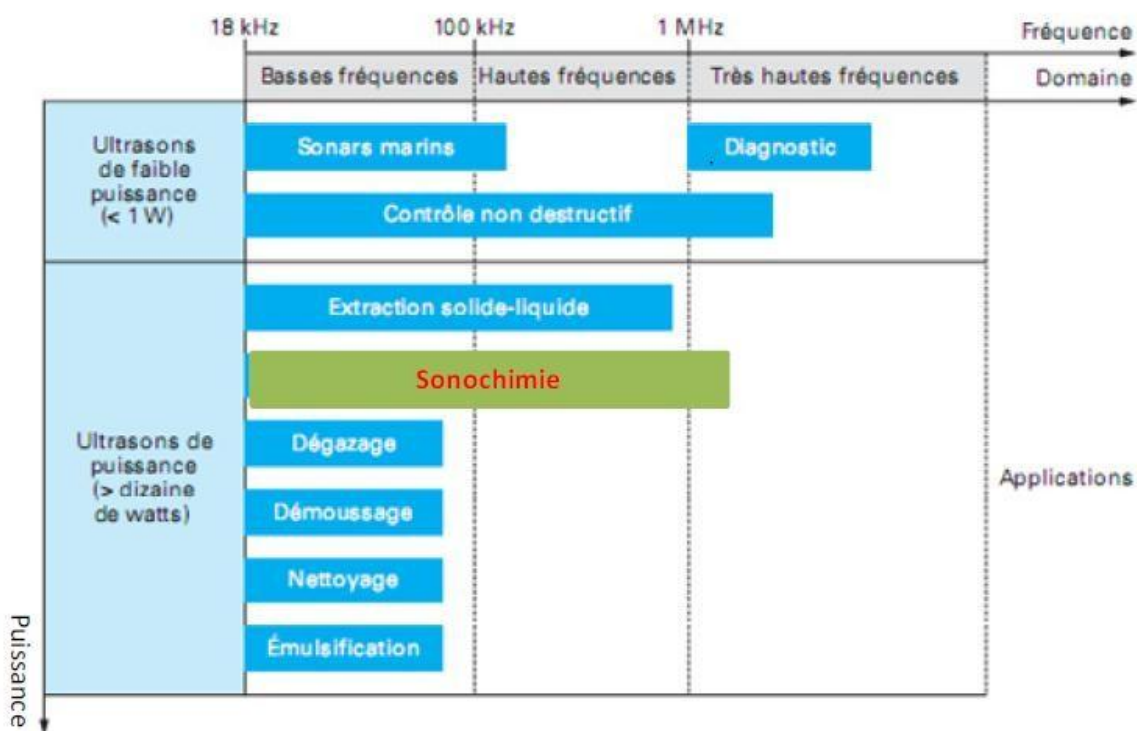 18 kHz 100 kHz 1 MHz
Fréquence
Basses fréquences Hautes fréquences Très hautes fréquences
Domaine
Ultrasons
de faible
puissance
(< 1 W)
Sonars marins
Diagnostic
Contrôle non destructif
Ultrasons de
puissance
(> dizaine
de watts)
Extraction solide-liquide
Sonochimie
Dégazage
Démoussage
Nettoyage
Émulsification
Applications
Puissance